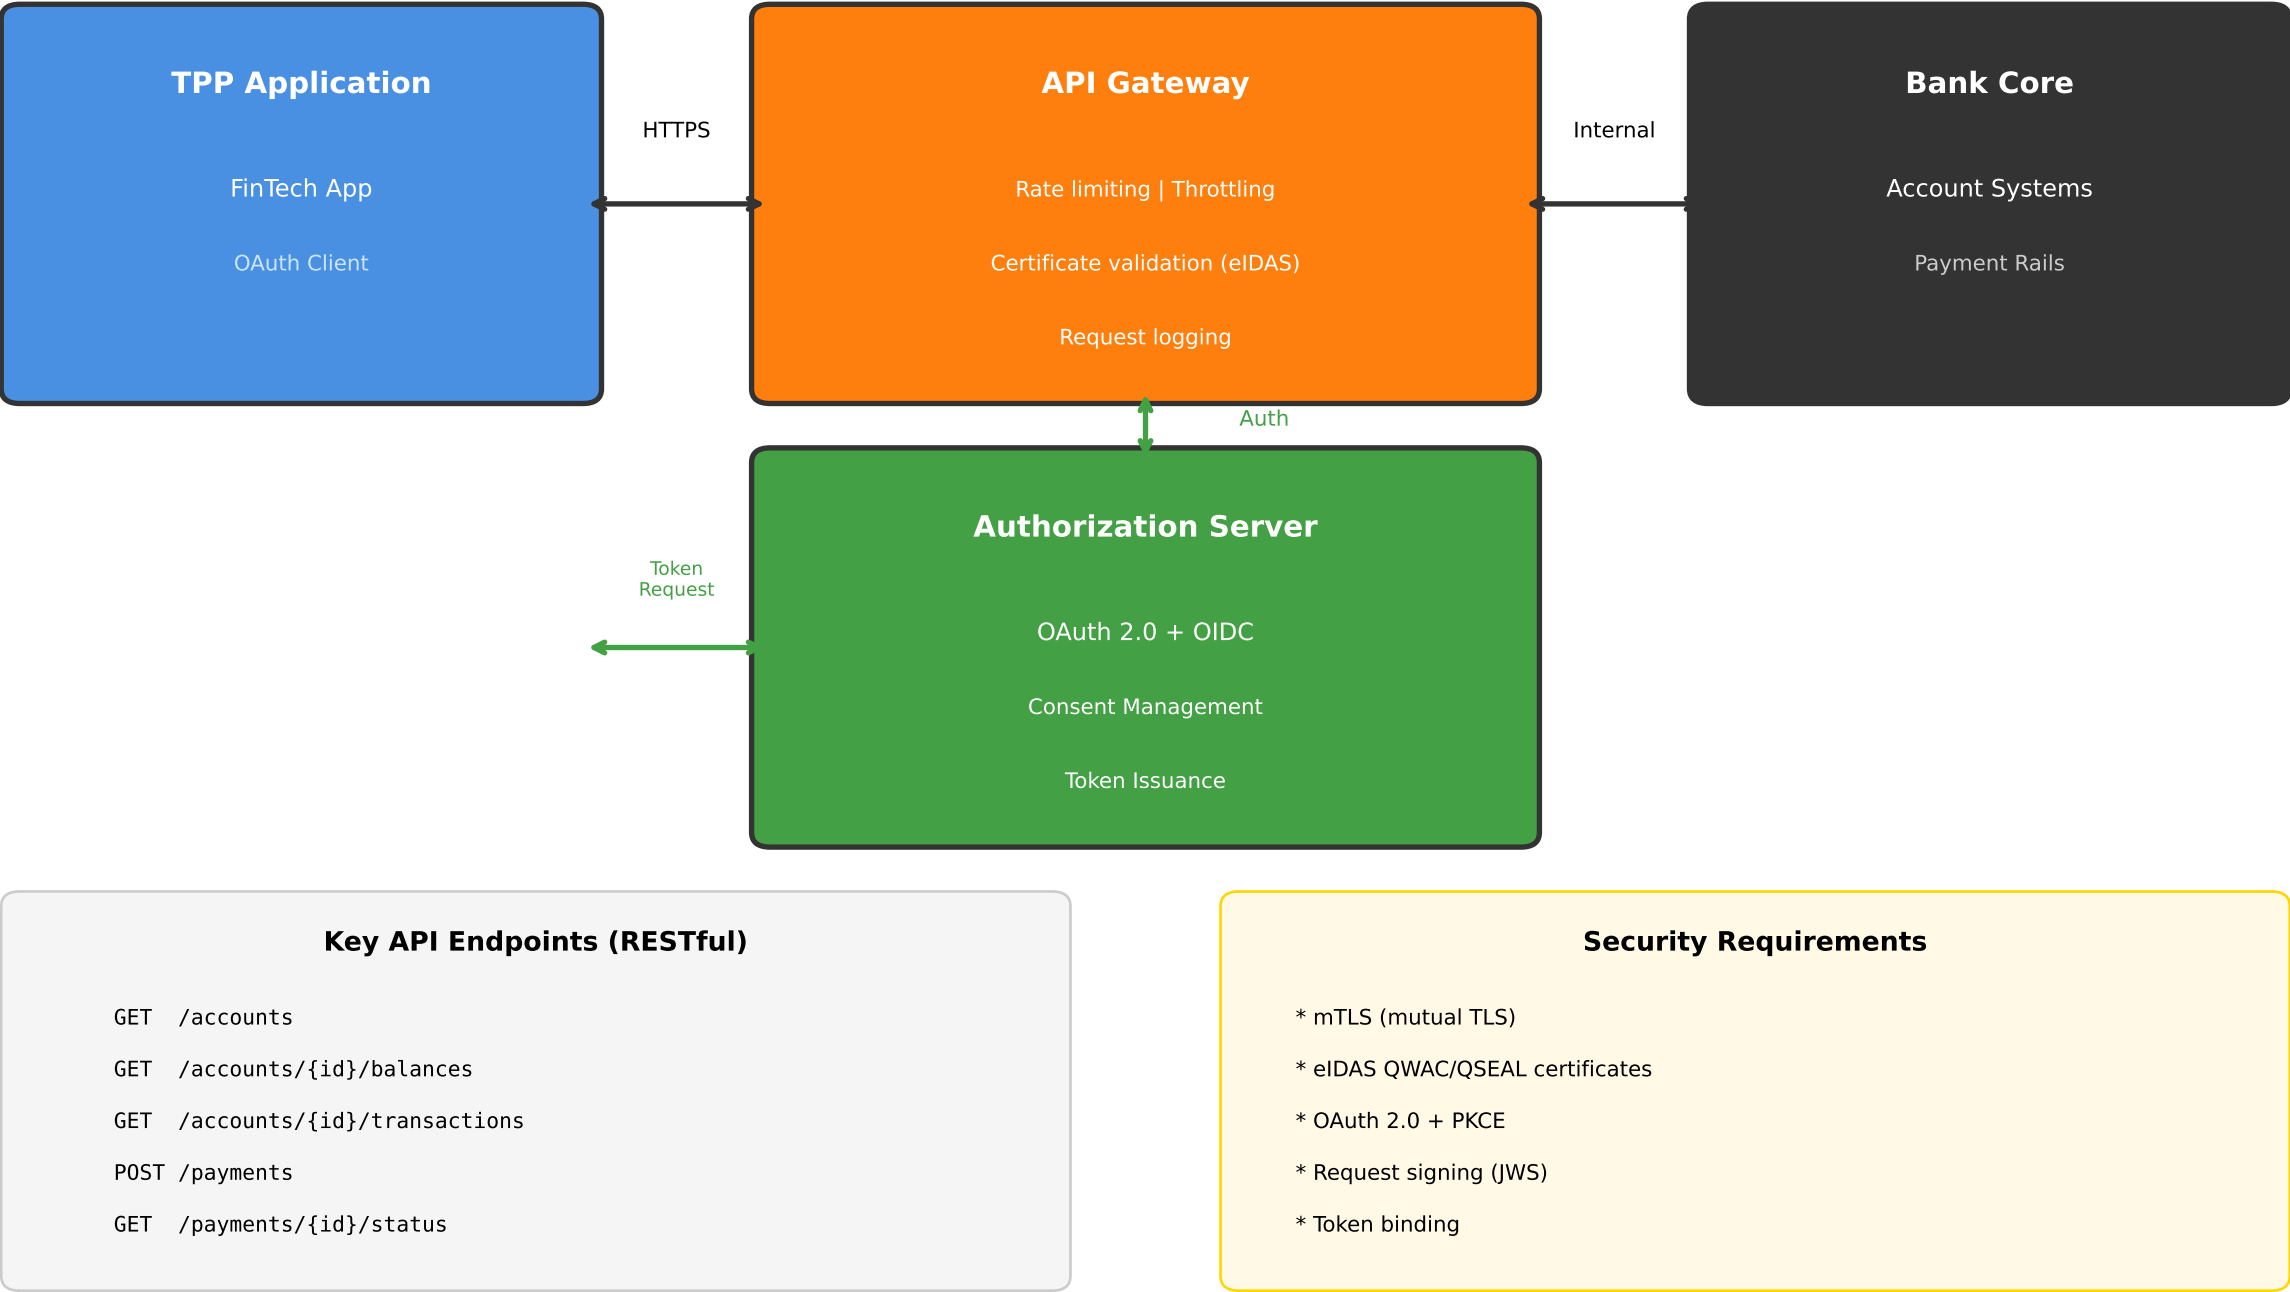 TPP Application
FinTech App
OAuth Client
HTTPS
API Gateway
Rate limiting | Throttling
Certificate validation (eIDAS)
Request logging
Internal
Bank Core
Account Systems
Payment Rails
Auth
Token
Request
Authorization Server
OAuth 2.0 + OIDC
Consent Management
Token Issuance
Key API Endpoints (RESTful)
GET  /accounts
GET  /accounts/{id}/balances
GET  /accounts/{id}/transactions
POST /payments
GET  /payments/{id}/status
Security Requirements
* mTLS (mutual TLS)
* eIDAS QWAC/QSEAL certificates
* OAuth 2.0 + PKCE
* Request signing (JWS)
* Token binding